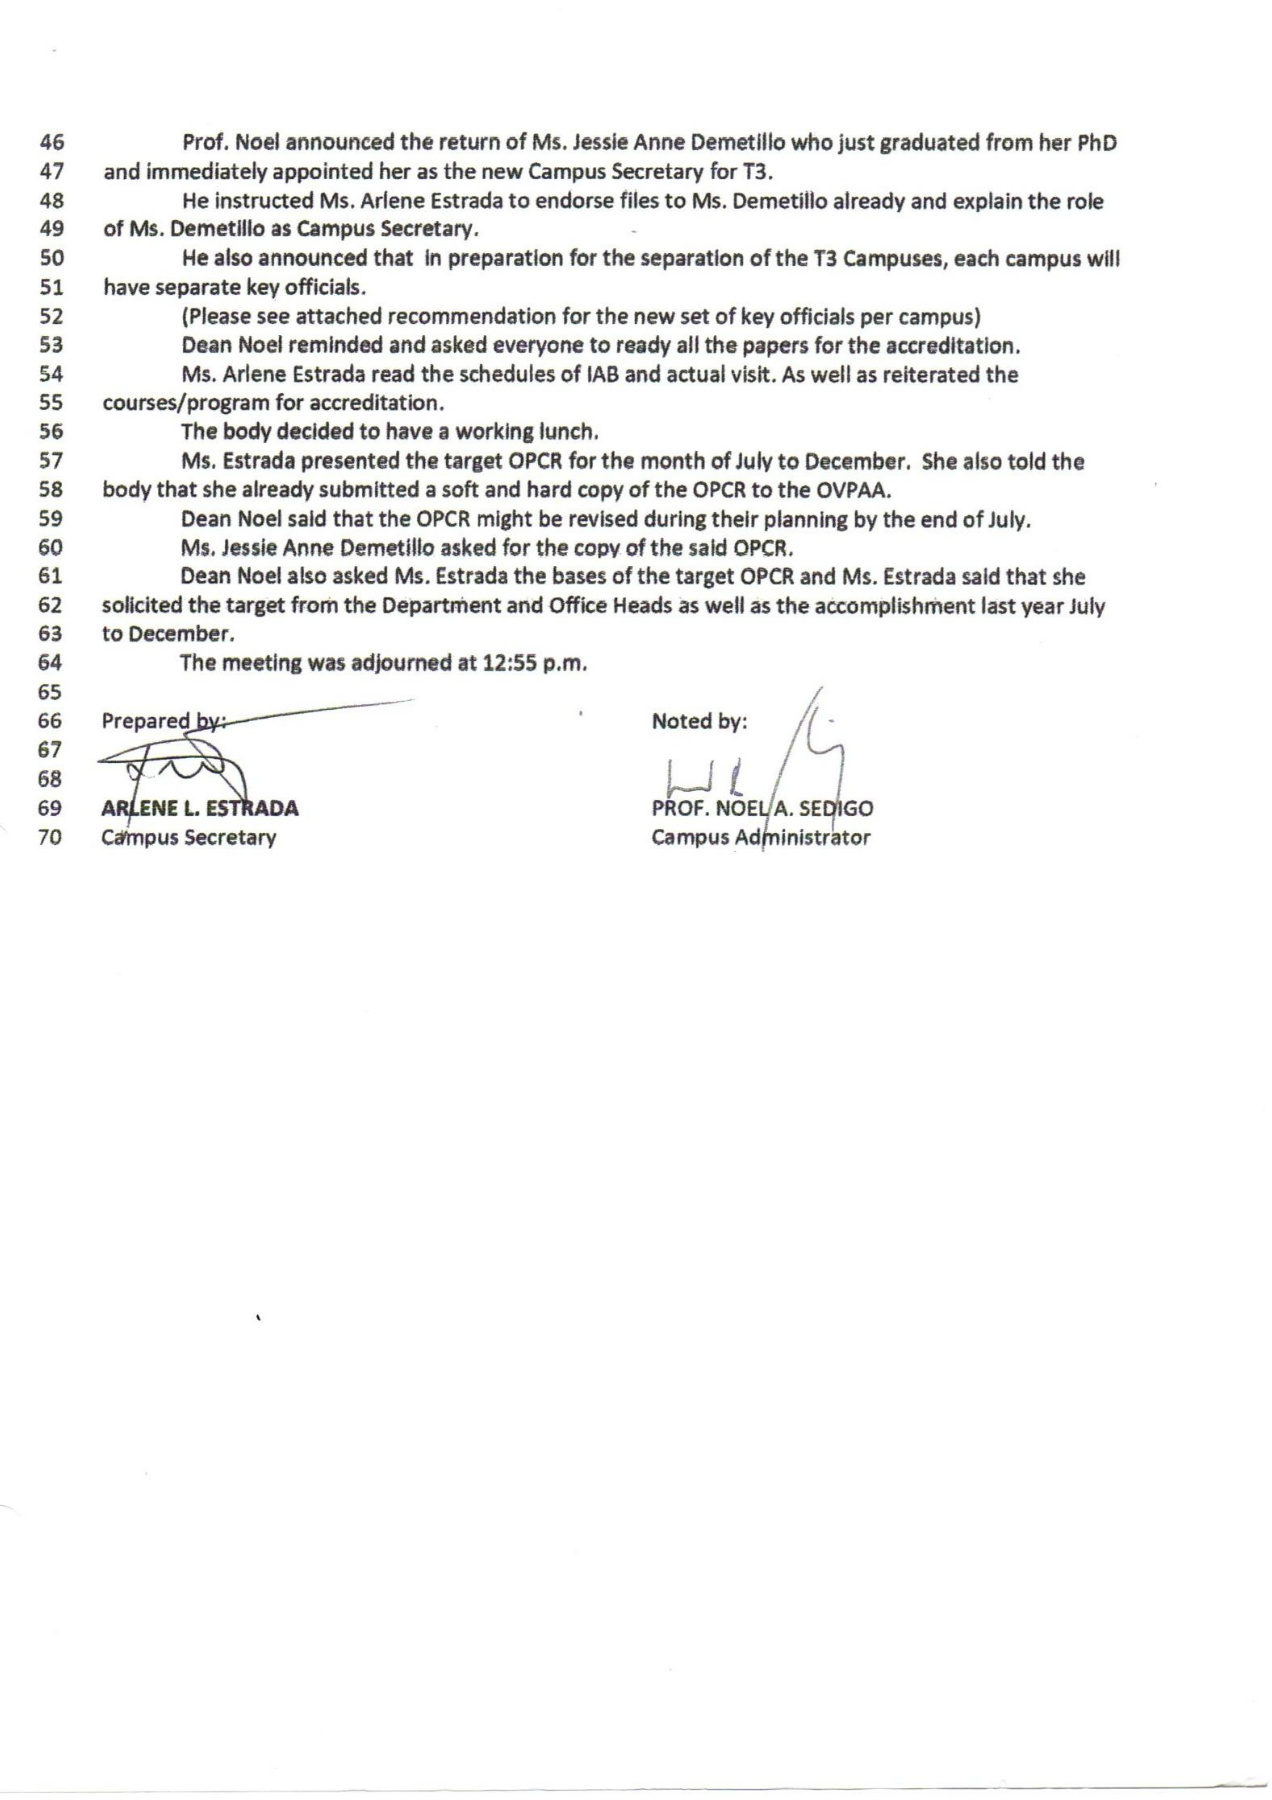 46 Prof. Noel announced the return of Ms. Jessie Anne Demetillo who just graduated from her PhD
47 and immediately appointed her as the new Campus Secretary for T3.
48 He instructed Ms. Arlene Estrada to endorse files to Ms. Demetillo already and explain the role
49 of Ms. Demetillo as Campus Secretary.
50 He also announced that in preparation for the separation of the T3 Campuses, each campus will
51 have separate key officials.
52 (Please see attached recommendation for the new set of key officials per campus)
53 Dean Noel reminded and asked everyone to ready all the papers for the accreditation.
54 Ms. Arlene Estrada read the schedules of IAB and actual visit. As well as reiterated the
55 courses/program for accreditation.
56 The body decided to have a working lunch.
57 Ms. Estrada presented the target OPCR for the month of July to December. She also told the
58 body that she already submitted a soft and hard copy of the OPCR to the OVPAA.
59 Dean Noel said that the OPCR might be revised during their planning by the end of July.
60 Ms. Jessie Anne Demetillo asked for the copy of the said OPCR.
61 Dean Noel also asked Ms. Estrada the bases of the target OPCR and Ms. Estrada said that she
62 solicited the target from the Department and Office Heads as well as the accomplishment last year July
63 to December.
64 The meeting was adjourned at 12:55 p.m.
65
66 Prepared by: Noted by:
67
68
69 ARLENE L. ESTRADA PROF. NOEL A. SEDIGO
70 Campus Secretary Campus Administrator